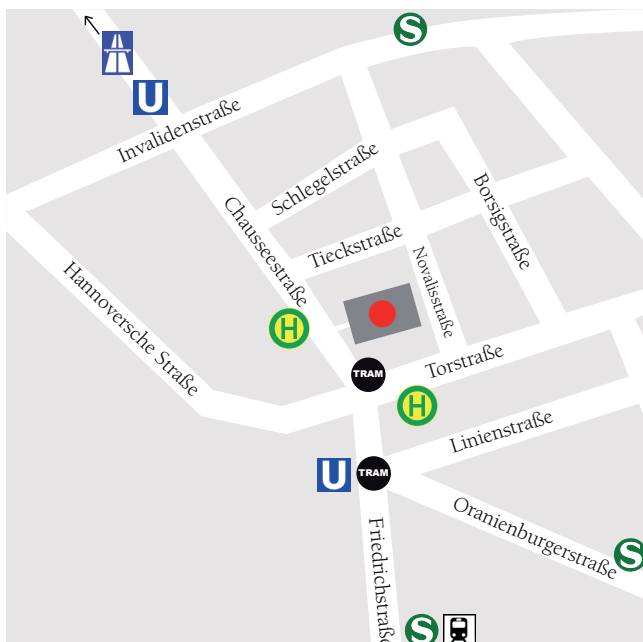 S
U
Invalidenstraße
Schlegelstraße
Borsigstraße
Chausseestraße
Tieckstraße
Novalisstraße
Hannoversche Straße
H
Torstraße
TRAM
H
Linienstraße
U
TRAM
Oranienburgerstraße
S
Friedrichstraße
S